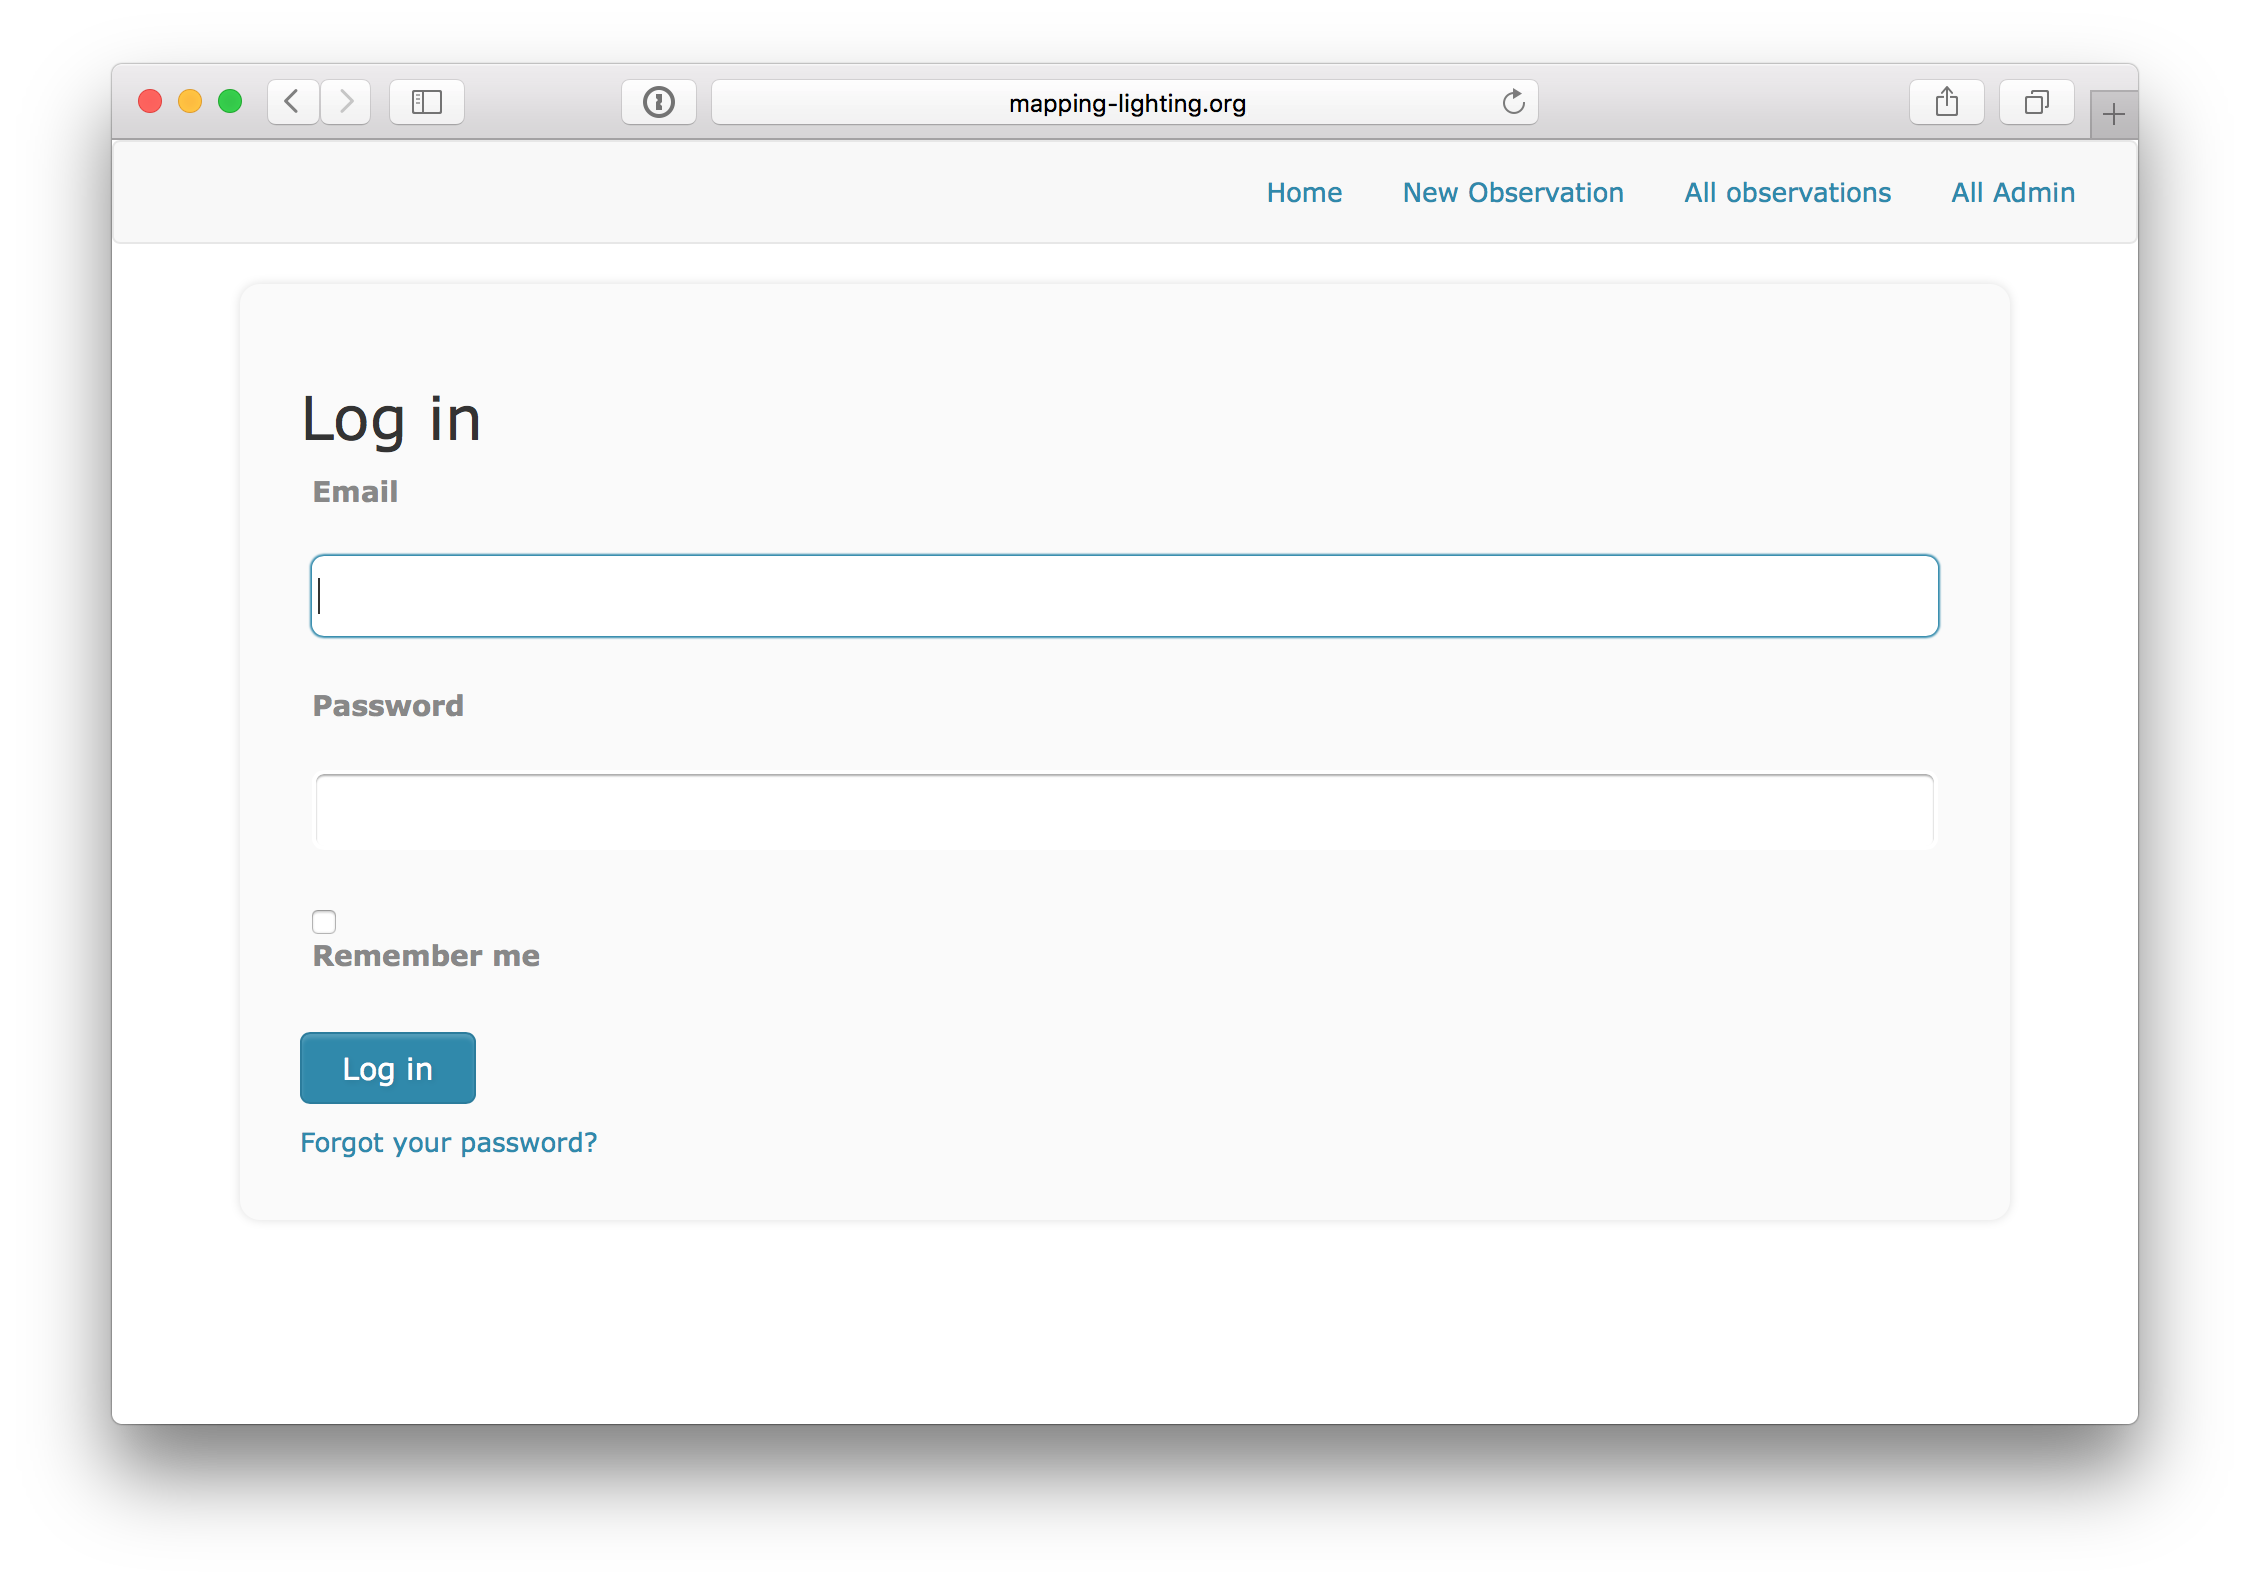 mapping-lighting.org
Home New Observation All observations All Admin
Log in
Email
Password
Remember me
Log in
Forgot your password?